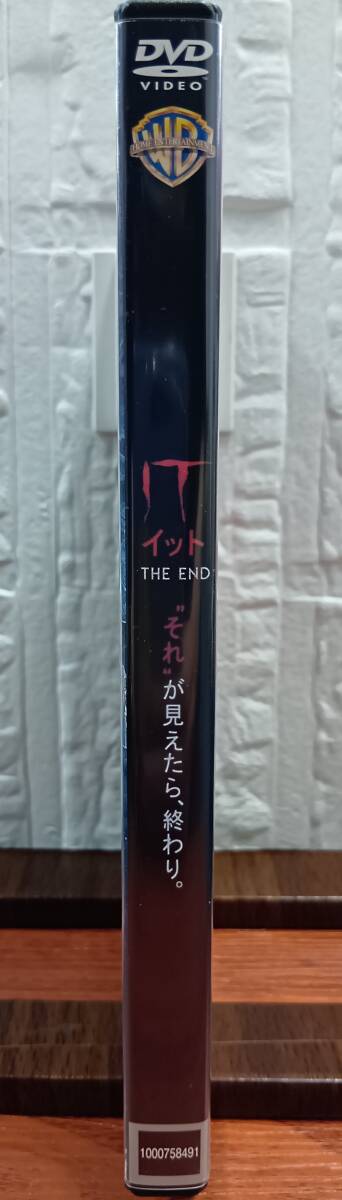 DVD
VIDEO™
WB
HOME ENTERTAINMENT
IT
イット
THE END
“それ”が見えたら、終わり。
1000758491